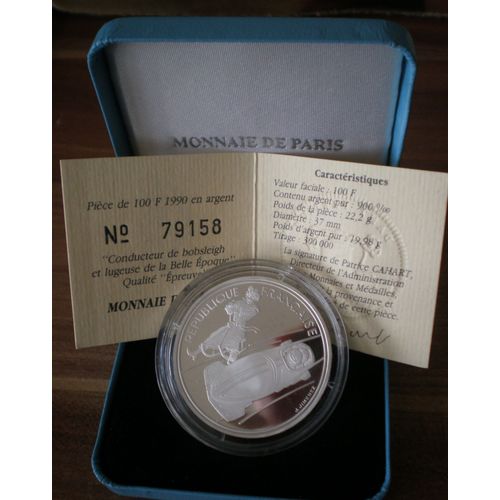 MONNAIE DE PARIS
Pièce de 100 F 1990 en argent
Nº 79158
"Conducteur de bobsleigh
et lugeuse de la Belle Époque"
Qualité "Épreuve
MONNAIE D
Caractéristiques
Valeur faciale : 100 F
Contenu argent pur : 900 ‰
Poids de la pièce : 22,2 g.
Diamètre : 37 mm
Poids d'argent pur : 19,98 F
Tirage : 300 000
La signature de Patrice CAHART,
Directeur de l'Administration
Monnaies et Médailles,
la provenance et
de cette pièce.
REPUBLIQUE FRANÇAISE